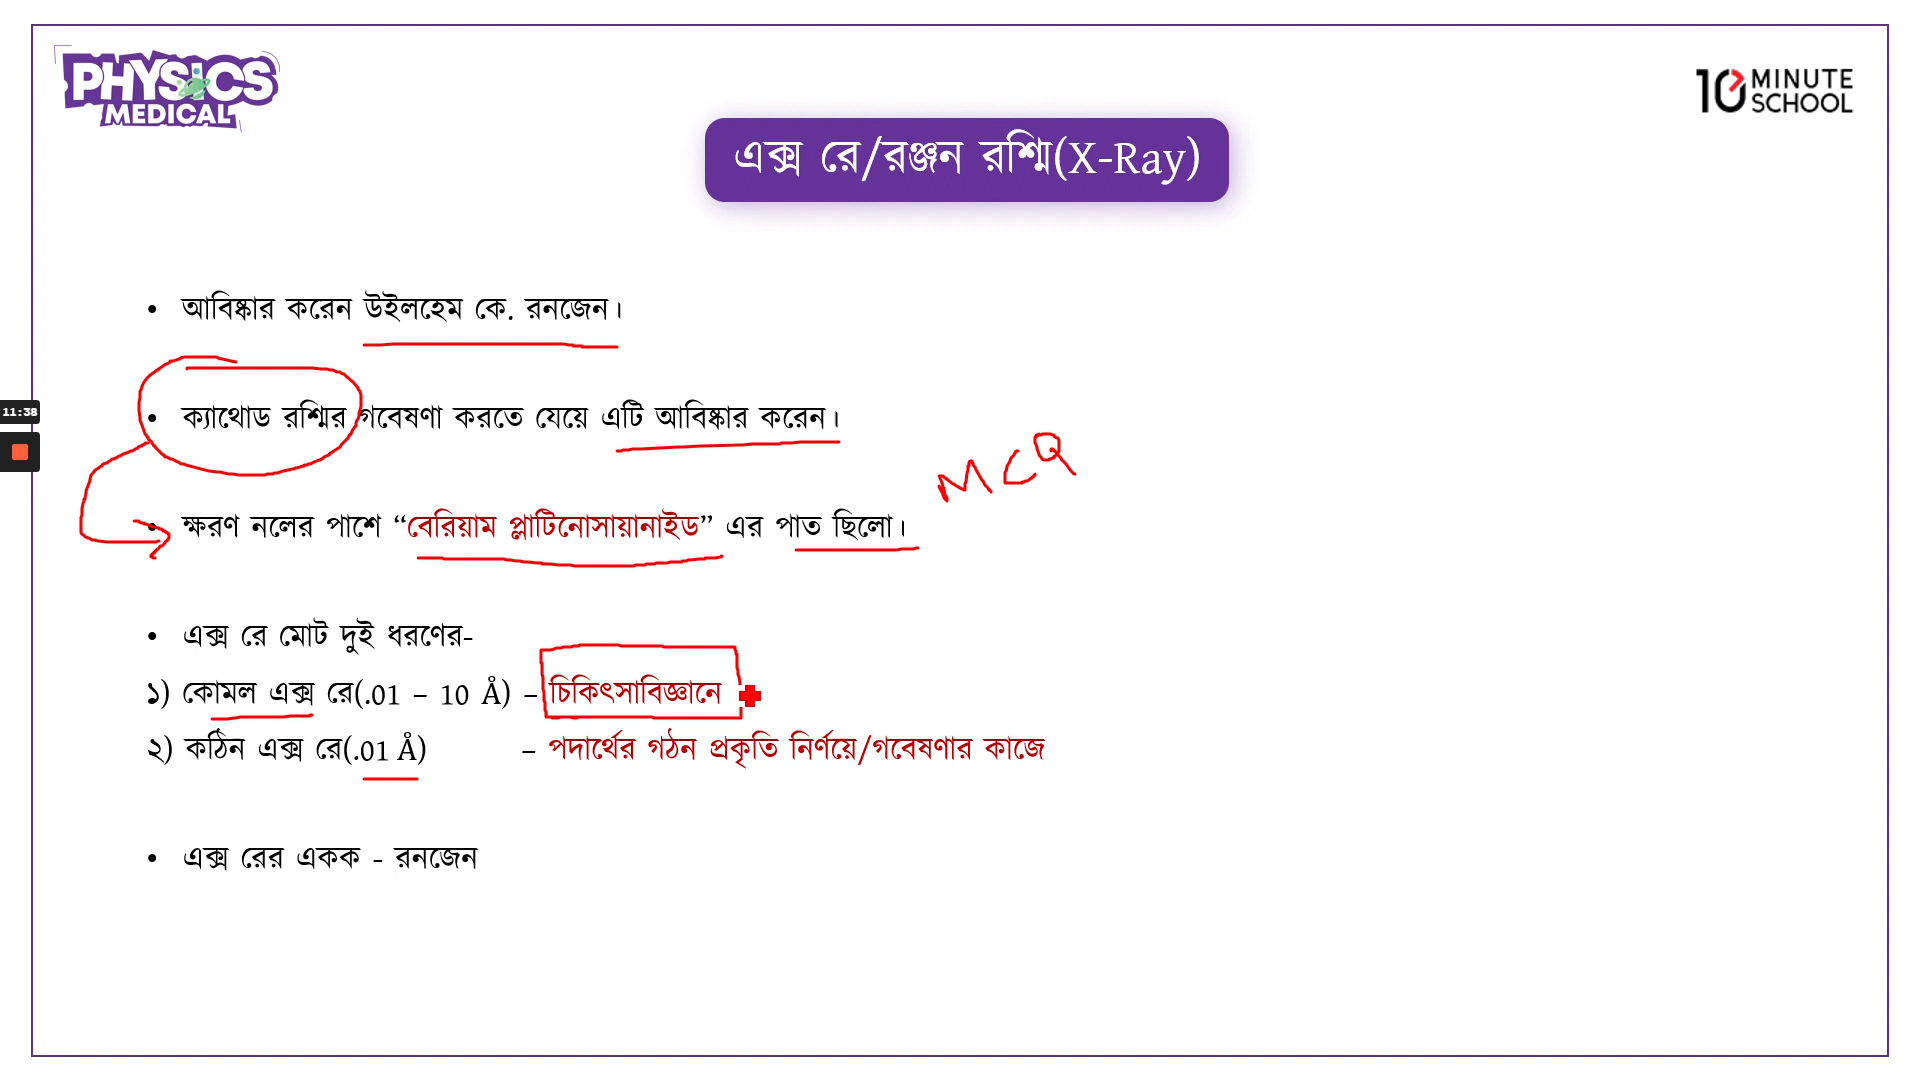 PHYSICS
MEDICAL
10 MINUTE
SCHOOL
এক্স রে/রঞ্জন রশ্মি(X-Ray)
• আবিষ্কার করেন উইলহেম কে. রনজেন।
11:38
• ক্যাথোড রশ্মির গবেষণা করতে যেয়ে এটি আবিষ্কার করেন।
MCQ
• ক্ষরণ নলের পাশে “বেরিয়াম প্লাটিনোসায়ানাইড” এর পাত ছিলো।
• এক্স রে মোট দুই ধরণের-
১) কোমল এক্স রে(.01 – 10 Å) – চিকিৎসাবিজ্ঞানে
২) কঠিন এক্স রে(.01 Å) – পদার্থের গঠন প্রকৃতি নির্ণয়ে/গবেষণার কাজে
• এক্স রের একক - রনজেন